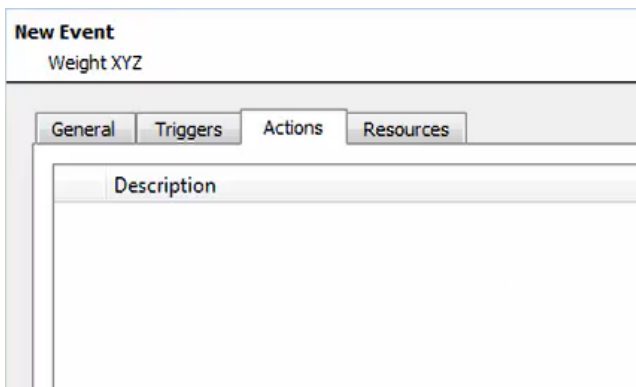 New Event
Weight XYZ
General Triggers Actions Resources
Description